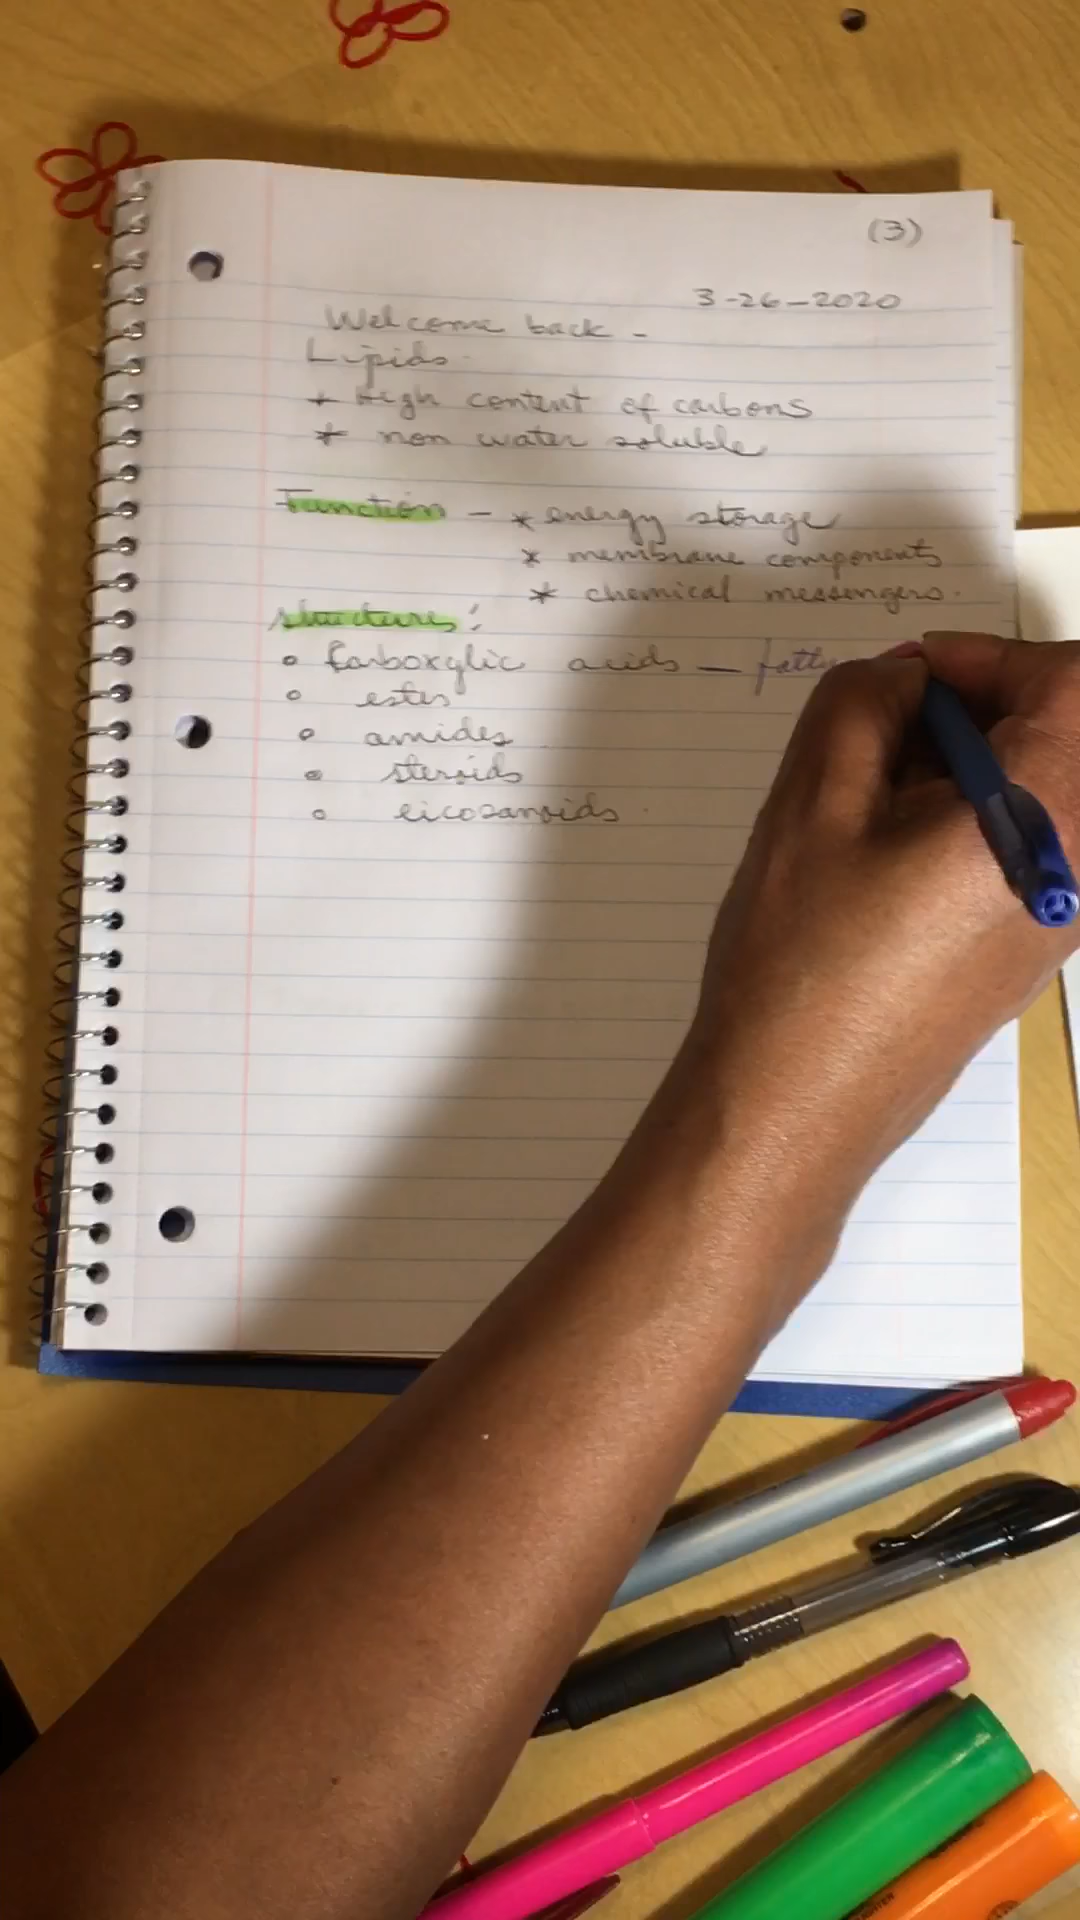 (3)
3-26-2020
Welcome back -
Lipids.
* High content of carbons
* non water soluble
Function - * energy storage
* membrane components
* chemical messengers.
structures:
o Carboxylic acids — fatty
o esters
o amides
o steroids
o eicosanoids.